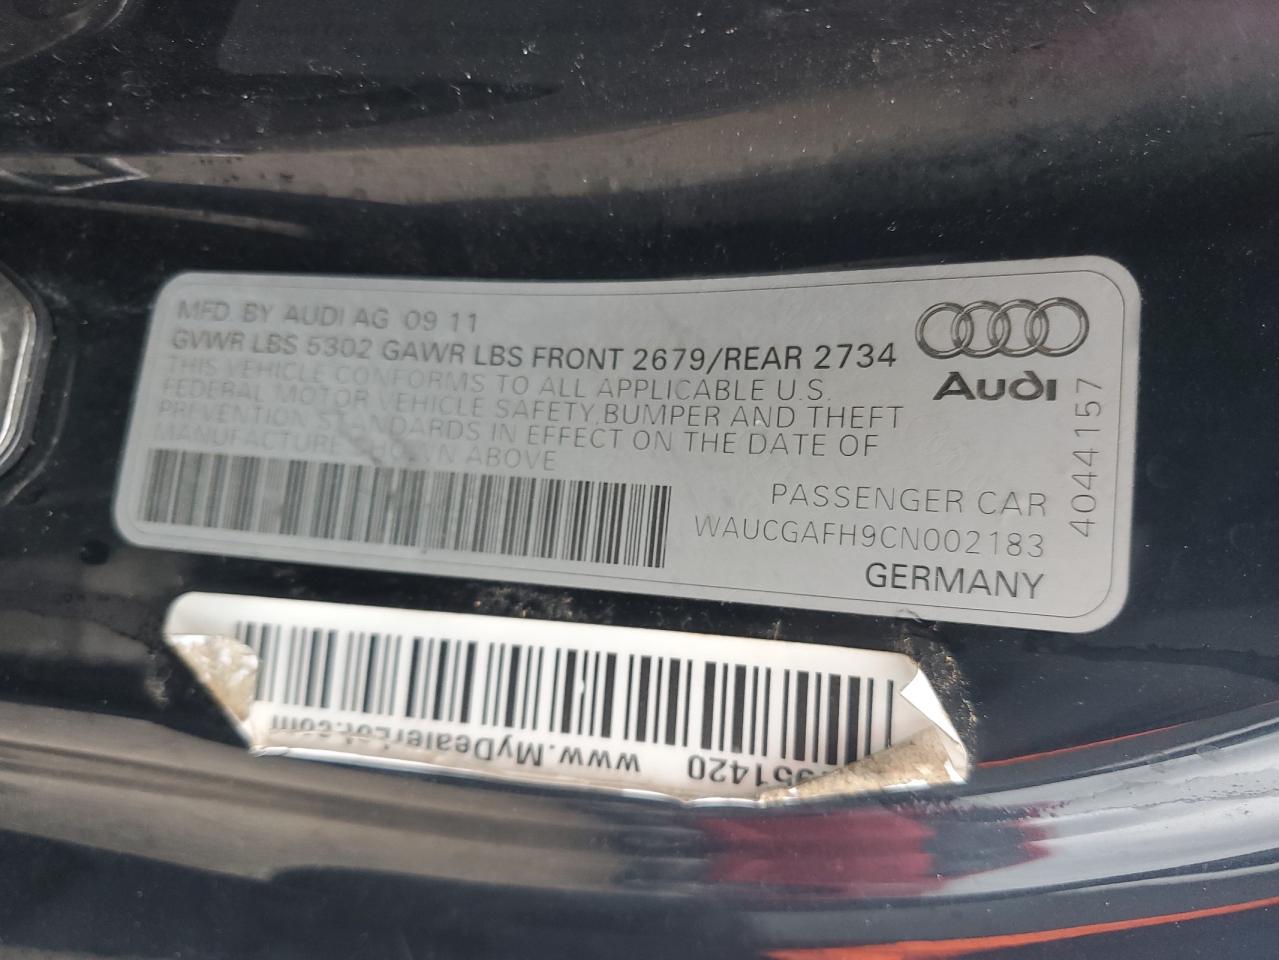 MFD BY AUDI AG 09 11
GVWR LBS 5302 GAWR LBS FRONT 2679/REAR 2734
THIS VEHICLE CONFORMS TO ALL APPLICABLE U.S.
FEDERAL MOTOR VEHICLE SAFETY, BUMPER AND THEFT
PREVENTION STANDARDS IN EFFECT ON THE DATE OF
MANUFACTURE SHOWN ABOVE
Audi
4044157
PASSENGER CAR
WAUCGAFH9CN002183
GERMANY
951420 www.MyDealerLot.com